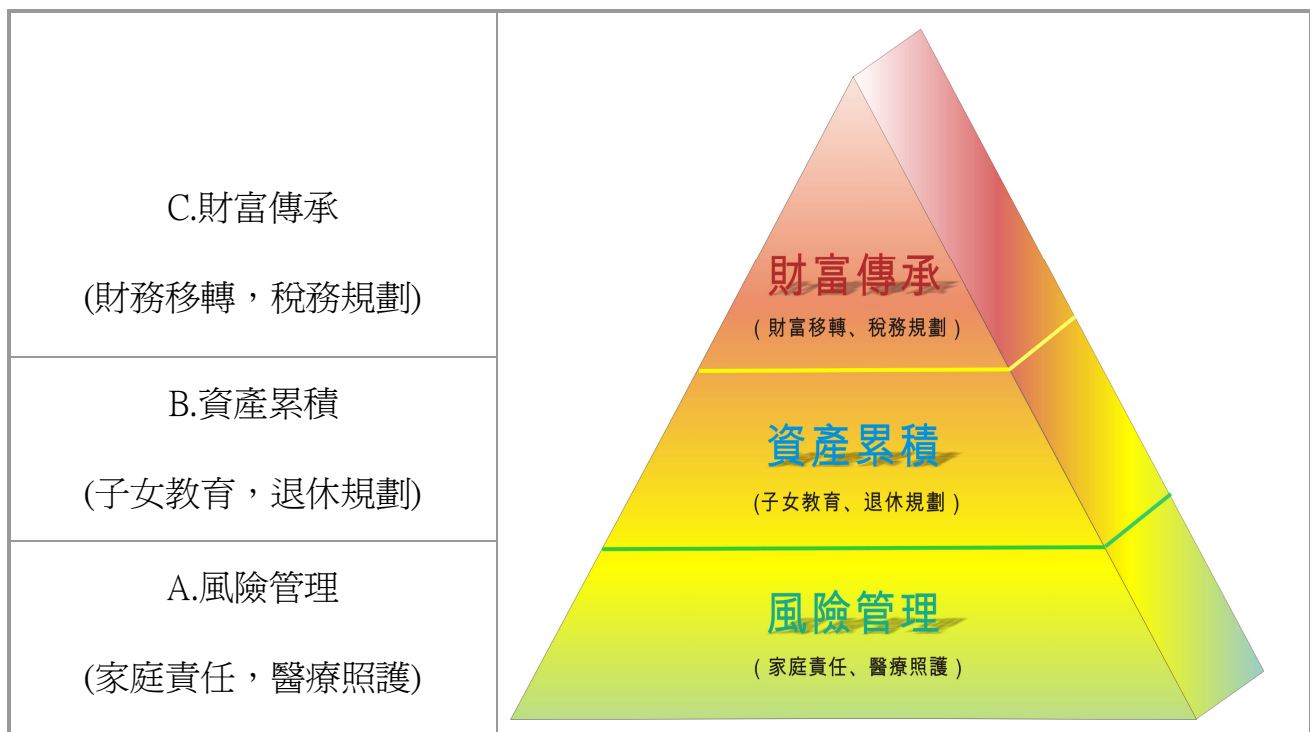 C.財富傳承
(財務移轉，稅務規劃)
B.資產累積
(子女教育，退休規劃)
A.風險管理
(家庭責任，醫療照護)
財富傳承
( 財富移轉、稅務規劃 )
資產累積
(子女教育、退休規劃 )
風險管理
( 家庭責任、醫療照護 )